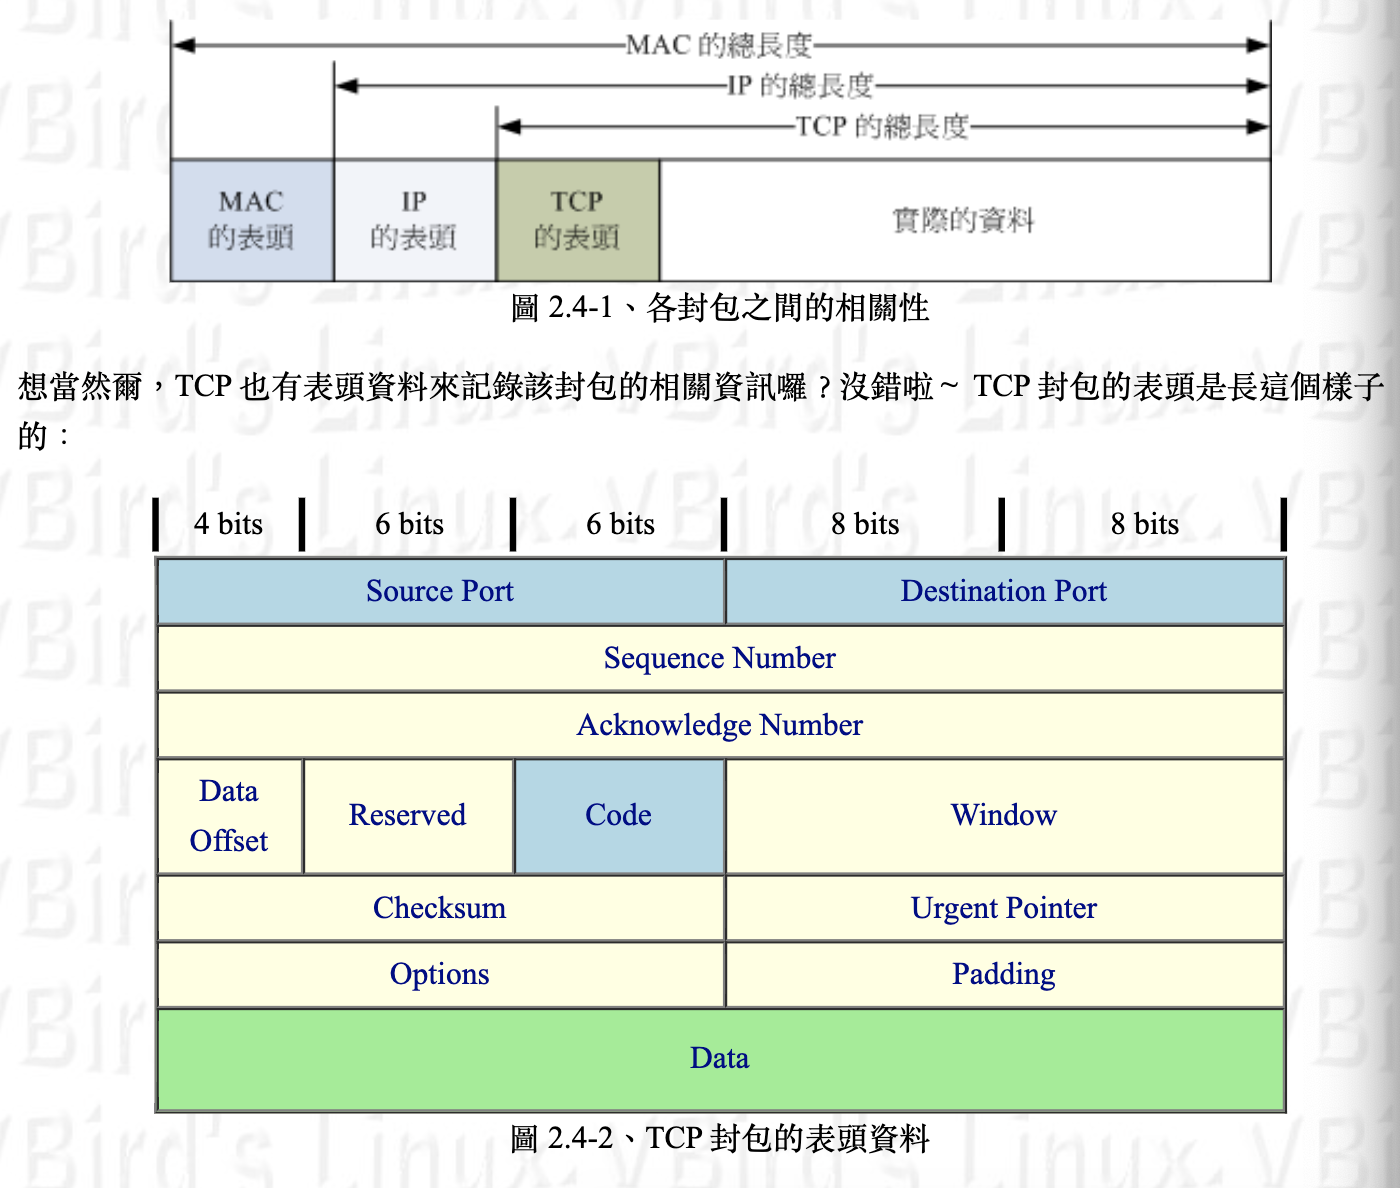 MAC 的總長度
IP 的總長度
TCP 的總長度
MAC
的表頭
IP
的表頭
TCP
的表頭
實際的資料
圖 2.4-1、各封包之間的相關性
想當然爾，TCP 也有表頭資料來記錄該封包的相關資訊囉？沒錯啦～ TCP 封包的表頭是長這個樣子
的：
4 bits
6 bits
6 bits
8 bits
8 bits
Source Port
Destination Port
Sequence Number
Acknowledge Number
Data
Offset
Reserved
Code
Window
Checksum
Urgent Pointer
Options
Padding
Data
圖 2.4-2、TCP 封包的表頭資料
VBird's Linux